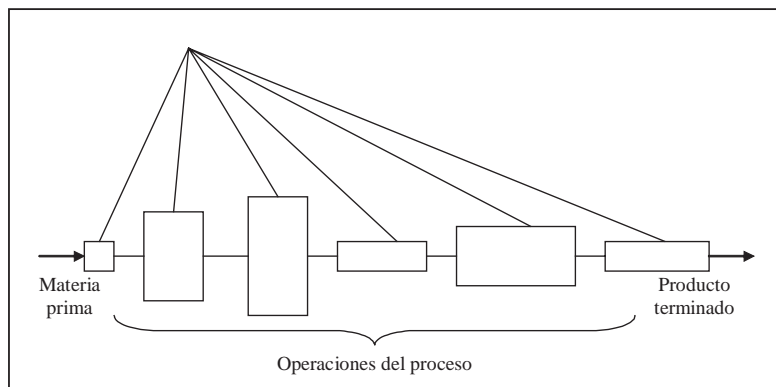 Materia
prima
Producto
terminado
Operaciones del proceso